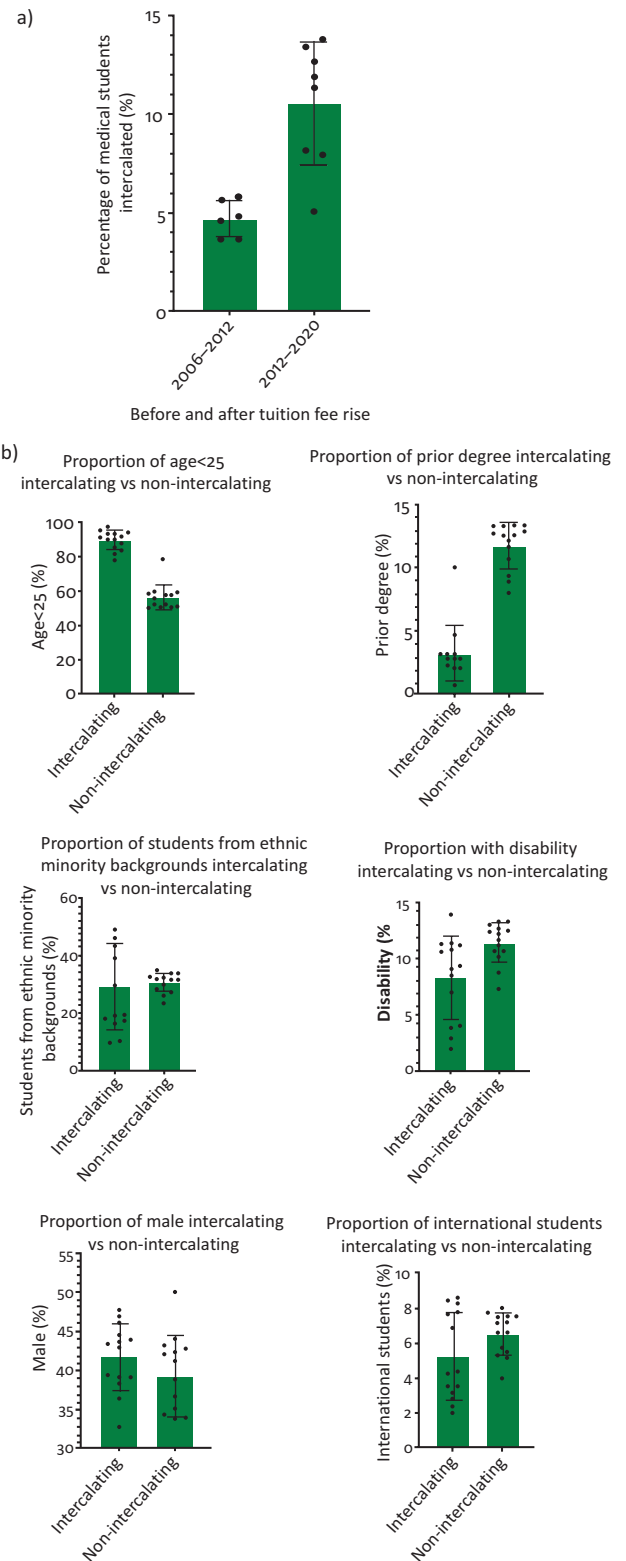 a)
Percentage of medical students
intercalated (%)
15
10
5
0
2006–2012
2012–2020
Before and after tuition fee rise
b)
Proportion of age<25
intercalating vs non-intercalating
Age<25 (%)
100
80
60
40
20
0
Intercalating
Non-intercalating
Proportion of prior degree intercalating
vs non-intercalating
Prior degree (%)
15
10
5
0
Intercalating
Non-intercalating
Proportion of students from ethnic
minority backgrounds intercalating
vs non-intercalating
Students from ethnic minority
backgrounds (%)
60
40
20
0
Intercalating
Non-intercalating
Proportion with disability
intercalating vs non-intercalating
Disability (%
15
10
5
0
Intercalating
Non-intercalating
Proportion of male intercalating
vs non-intercalating
Male (%)
55
50
45
40
35
30
Intercalating
Non-intercalating
Proportion of international students
intercalating vs non-intercalating
International students (%)
10
8
6
4
2
0
Intercalating
Non-intercalating